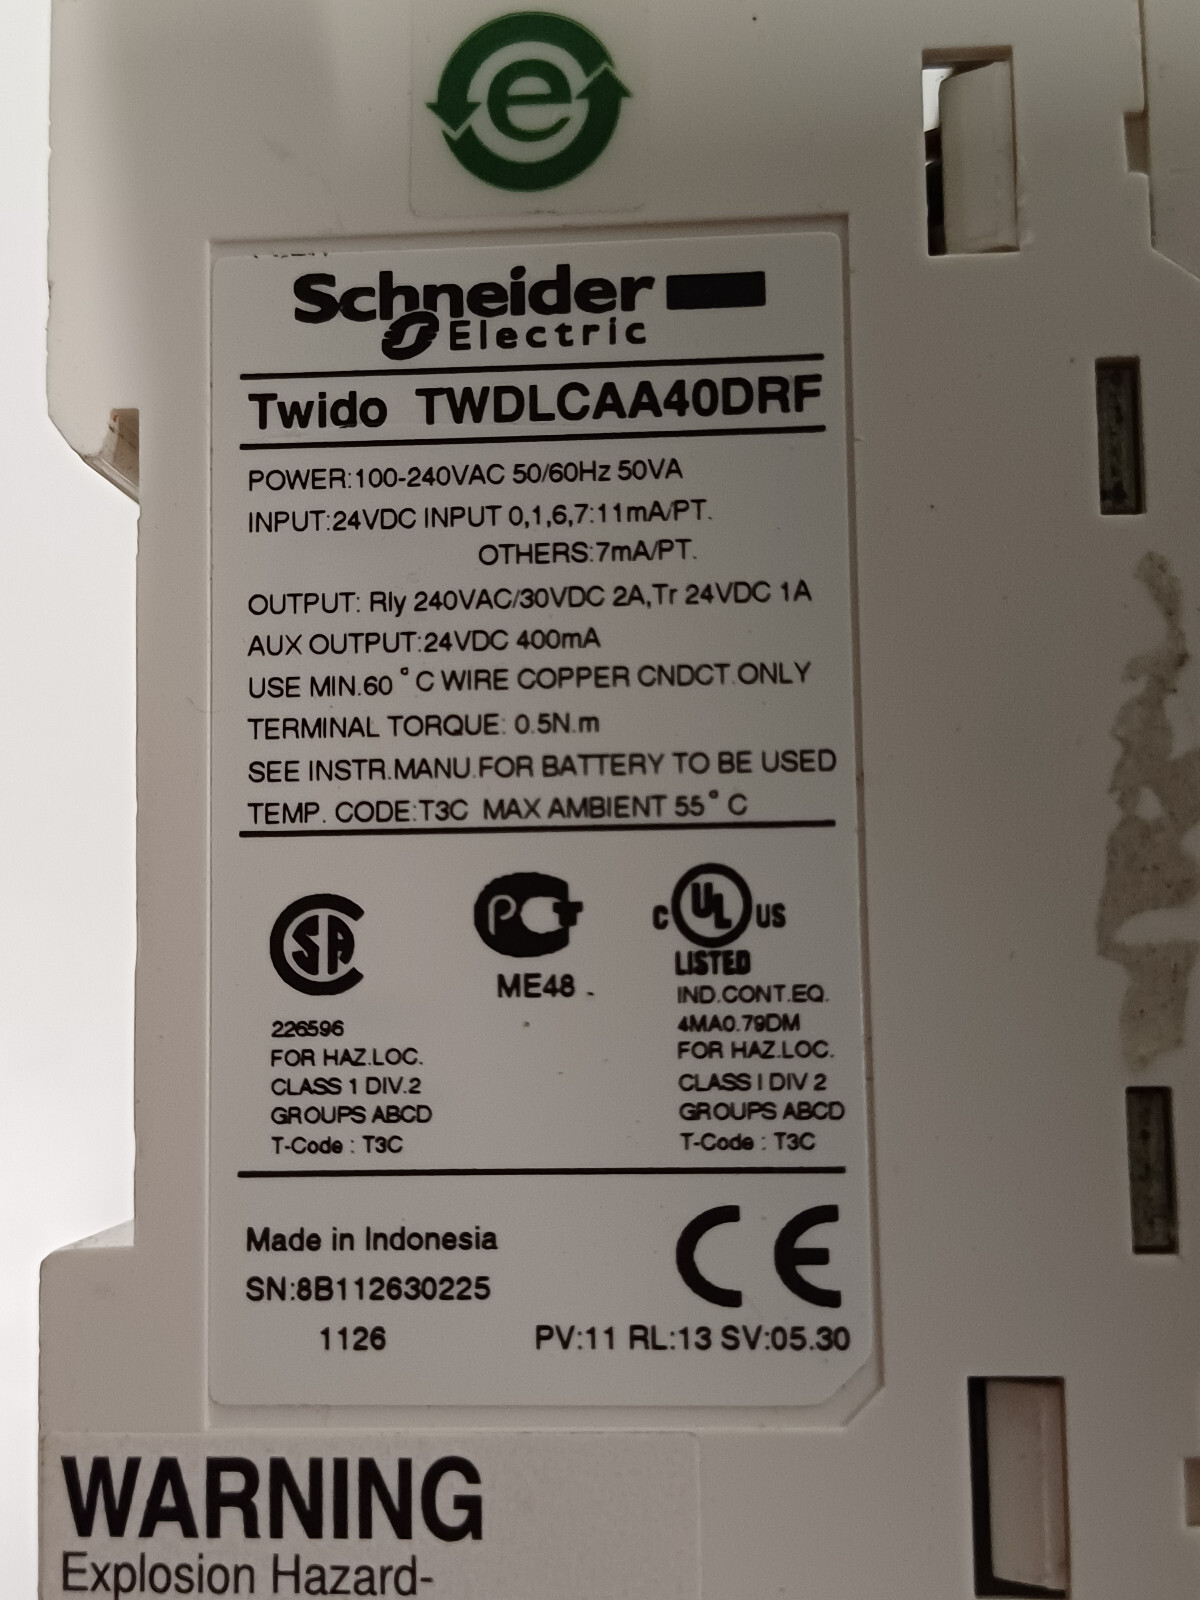 e
Schneider
Electric
Twido TWDLCAA40DRF
POWER:100-240VAC 50/60Hz 50VA
INPUT:24VDC INPUT 0,1,6,7:11mA/PT.
OTHERS:7mA/PT.
OUTPUT: Rly 240VAC/30VDC 2A,Tr 24VDC 1A
AUX OUTPUT:24VDC 400mA
USE MIN.60°C WIRE COPPER CNDCT.ONLY
TERMINAL TORQUE: 0.5N.m
SEE INSTR.MANU.FOR BATTERY TO BE USED
TEMP. CODE:T3C MAX AMBIENT 55°C
SA
PCT
ME48
C UL US
LISTED
IND.CONT.EQ.
4MA0.79DM
226596
FOR HAZ.LOC.
CLASS 1 DIV.2
GROUPS ABCD
T-Code : T3C
FOR HAZ.LOC.
CLASS I DIV 2
GROUPS ABCD
T-Code : T3C
Made in Indonesia
SN:8B112630225
1126
CE
PV:11 RL:13 SV:05.30
WARNING
Explosion Hazard-